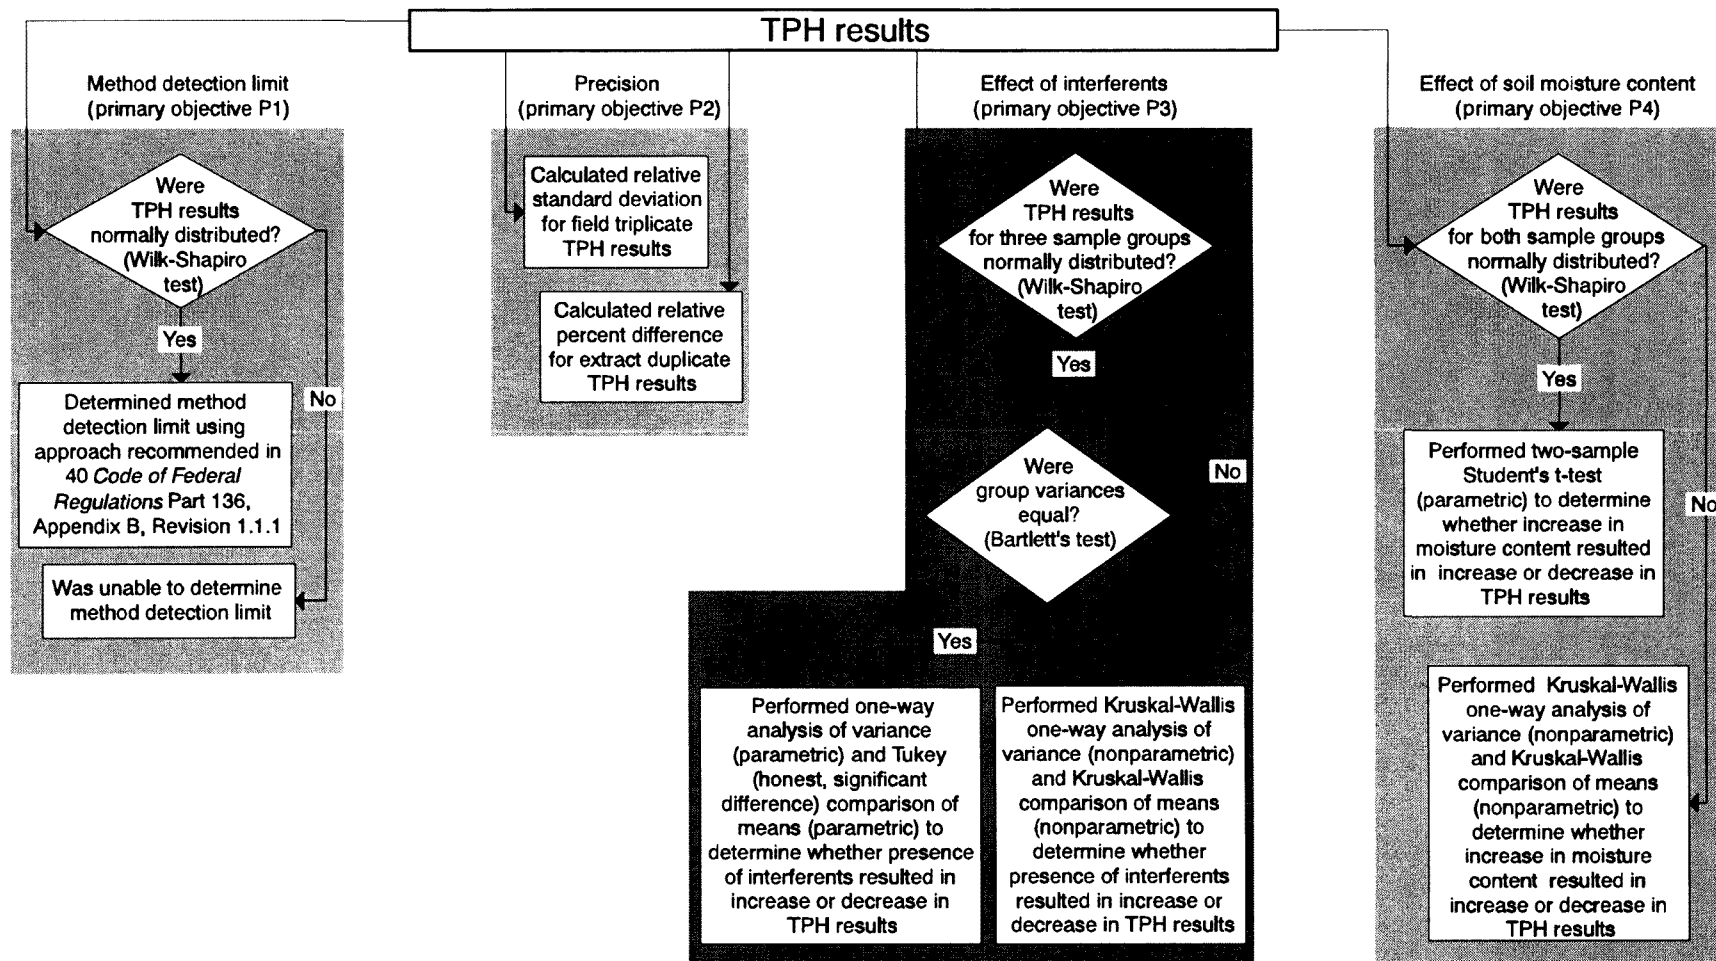 TPH results
Method detection limit
(primary objective P1)
Were
TPH results
normally distributed?
(Wilk-Shapiro
test)
Yes
No
Determined method
detection limit using
approach recommended in
40 Code of Federal
Regulations Part 136,
Appendix B, Revision 1.1.1
Was unable to determine
method detection limit
Precision
(primary objective P2)
Calculated relative
standard deviation
for field triplicate
TPH results
Calculated relative
percent difference
for extract duplicate
TPH results
Effect of interferents
(primary objective P3)
Were
TPH results
for three sample groups
normally distributed?
(Wilk-Shapiro
test)
Yes
No
Were
group variances
equal?
(Bartlett's test)
Yes
Performed one-way
analysis of variance
(parametric) and Tukey
(honest, significant
difference) comparison of
means (parametric) to
determine whether presence
of interferents resulted in
increase or decrease in
TPH results
Performed Kruskal-Wallis
one-way analysis of
variance (nonparametric)
and Kruskal-Wallis
comparison of means
(nonparametric) to
determine whether
presence of interferents
resulted in increase or
decrease in TPH results
Effect of soil moisture content
(primary objective P4)
Were
TPH results
for both sample groups
normally distributed?
(Wilk-Shapiro
test)
Yes
No
Performed two-sample
Student's t-test
(parametric) to determine
whether increase in
moisture content resulted
in increase or decrease in
TPH results
Performed Kruskal-Wallis
one-way analysis of
variance (nonparametric)
and Kruskal-Wallis
comparison of means
(nonparametric) to
determine whether
increase in moisture
content resulted in
increase or decrease in
TPH results